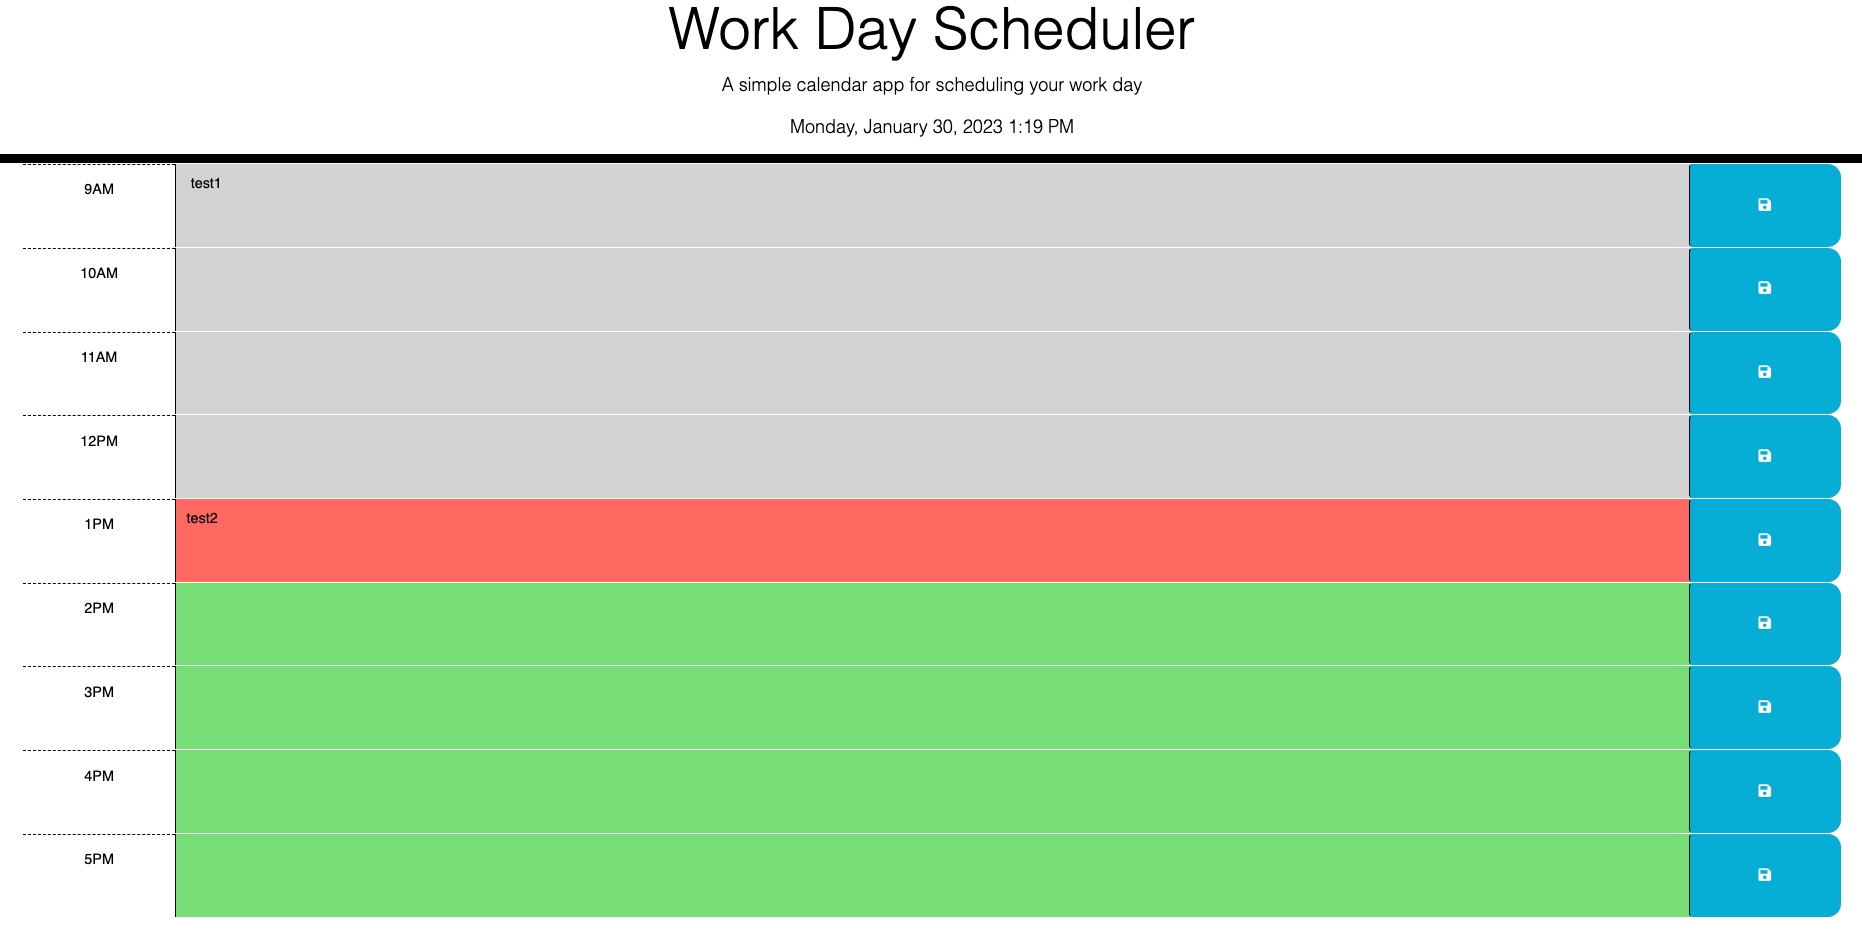 Work Day Scheduler
A simple calendar app for scheduling your work day
Monday, January 30, 2023 1:19 PM
9AM test1
10AM
11AM
12PM
1PM test2
2PM
3PM
4PM
5PM